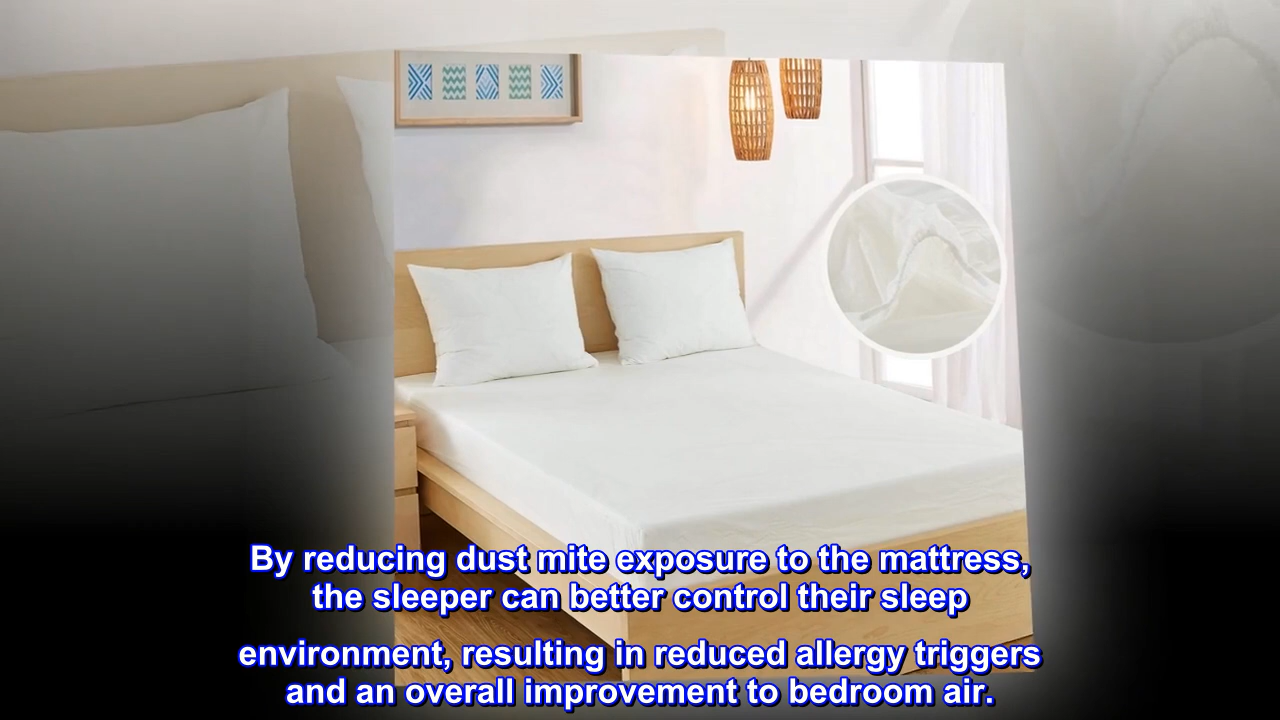 By reducing dust mite exposure to the mattress,
the sleeper can better control their sleep
environment, resulting in reduced allergy triggers
and an overall improvement to bedroom air.